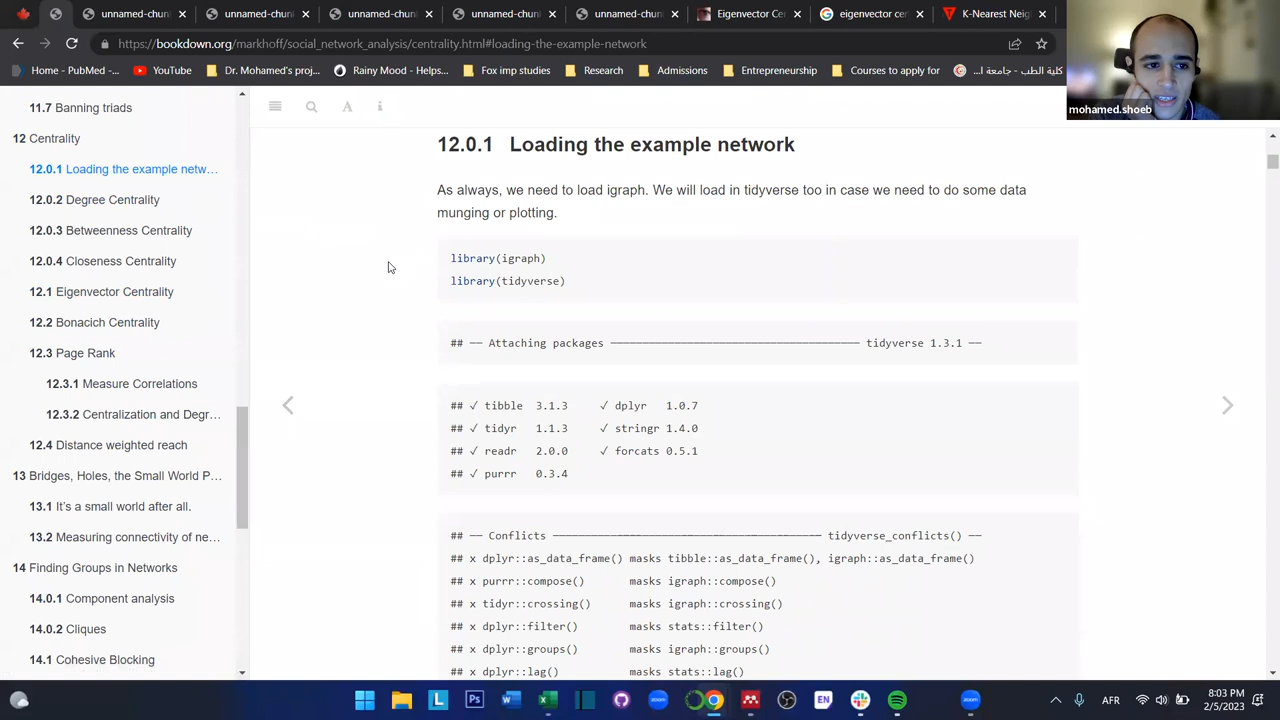 unnamed-chun
unnamed-chun
unnamed-chun
unnamed-chun
unnamed-chun
Eigenvector Ce
eigenvector cen
K-Nearest Neig
https://bookdown.org/markhoff/social_network_analysis/centrality.html#loading-the-example-network
Home - PubMed -...
YouTube
Dr. Mohamed's proj...
Rainy Mood - Helps...
Fox imp studies
Research
Admissions
Entrepreneurship
Courses to apply for
كلية الطب - جامعة ا...
mohamed.shoeb
11.7 Banning triads
12 Centrality
12.0.1 Loading the example netw...
12.0.2 Degree Centrality
12.0.3 Betweenness Centrality
12.0.4 Closeness Centrality
12.1 Eigenvector Centrality
12.2 Bonacich Centrality
12.3 Page Rank
12.3.1 Measure Correlations
12.3.2 Centralization and Degr...
12.4 Distance weighted reach
13 Bridges, Holes, the Small World P...
13.1 It's a small world after all.
13.2 Measuring connectivity of ne...
14 Finding Groups in Networks
14.0.1 Component analysis
14.0.2 Cliques
14.1 Cohesive Blocking
12.0.1 Loading the example network
As always, we need to load igraph. We will load in tidyverse too in case we need to do some data
munging or plotting.
library(igraph)
library(tidyverse)
## ── Attaching packages ─────────────────────────────────────── tidyverse 1.3.1 ──
## ✓ tibble 3.1.3 ✓ dplyr 1.0.7
## ✓ tidyr 1.1.3 ✓ stringr 1.4.0
## ✓ readr 2.0.0 ✓ forcats 0.5.1
## ✓ purrr 0.3.4
## ── Conflicts ────────────────────────────────────────── tidyverse_conflicts() ──
## x dplyr::as_data_frame() masks tibble::as_data_frame(), igraph::as_data_frame()
## x purrr::compose() masks igraph::compose()
## x tidyr::crossing() masks igraph::crossing()
## x dplyr::filter() masks stats::filter()
## x dplyr::groups() masks igraph::groups()
## x dplyr::lag() masks stats::lag()
EN
AFR
8:03 PM
2/5/2023